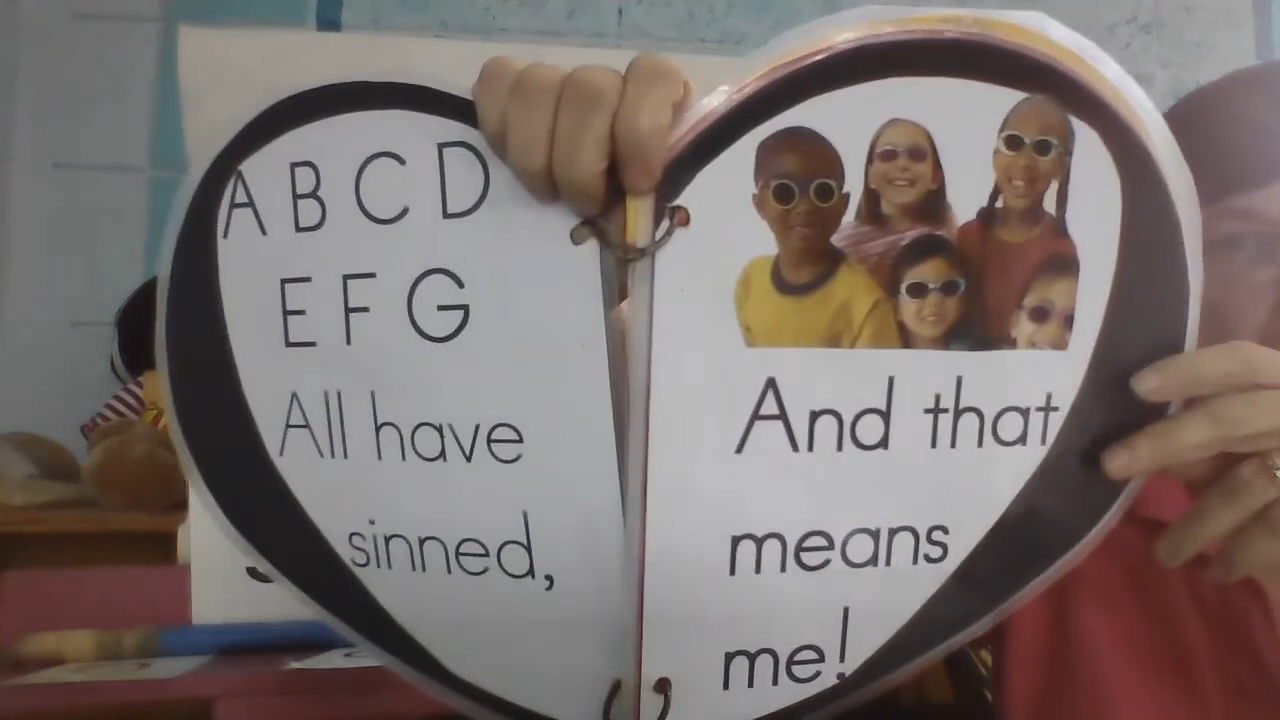 A B C D
E F G
All have
sinned,
And that
means
me!